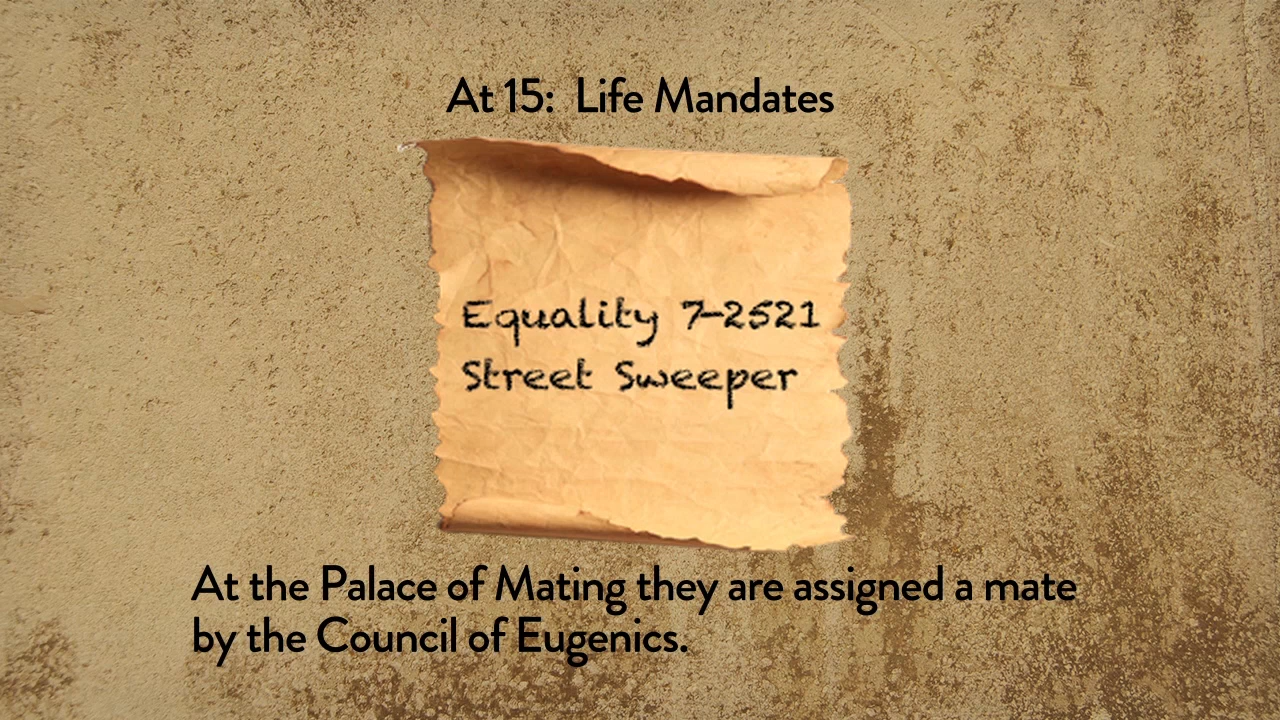 At 15:  Life Mandates
Equality 7-2521
Street Sweeper
At the Palace of Mating they are assigned a mate
by the Council of Eugenics.